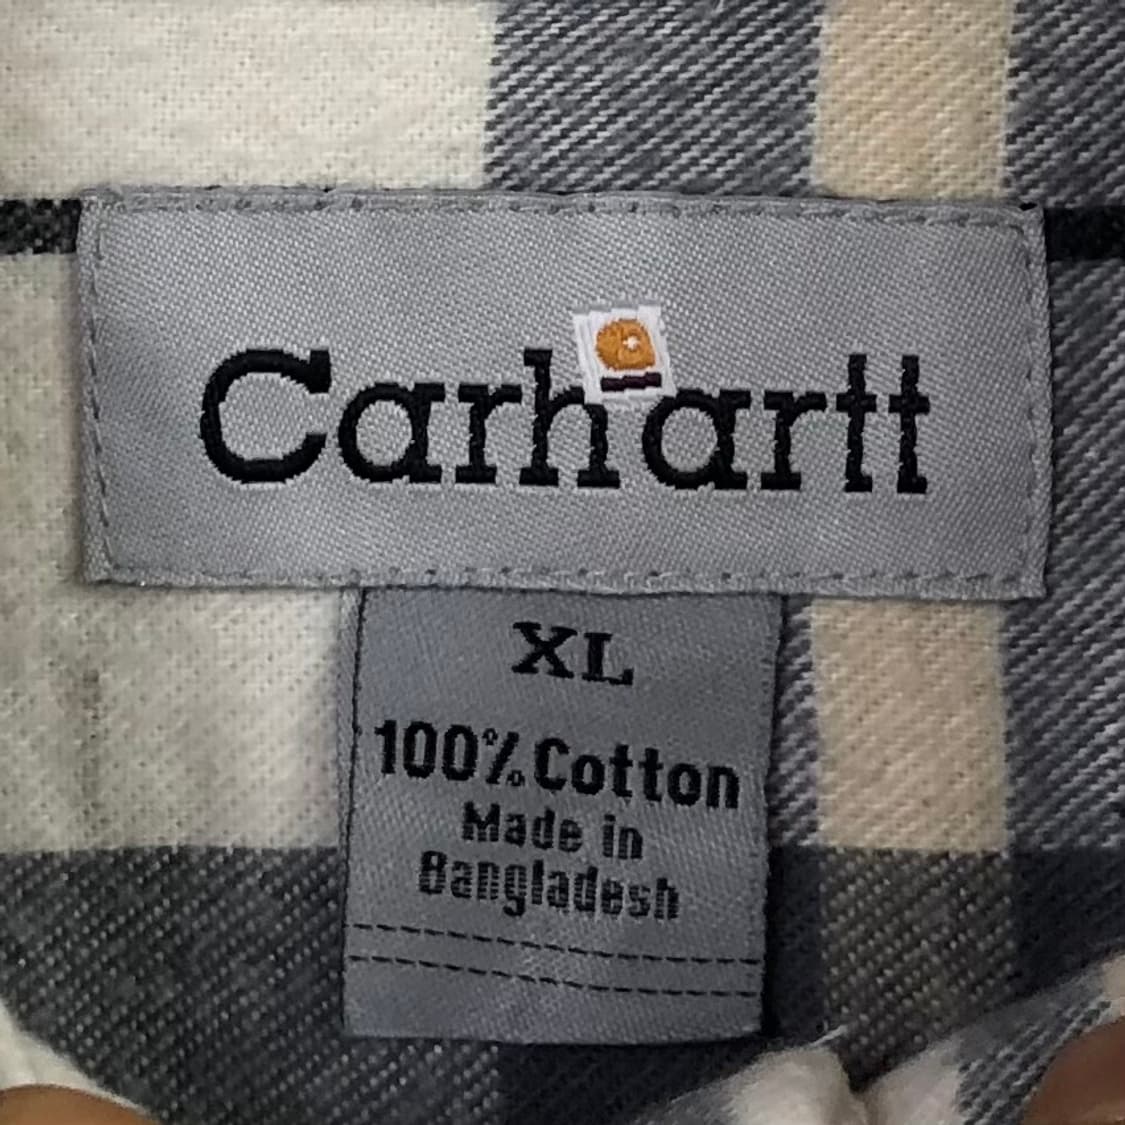 Carhartt
XL
100% Cotton
Made in
Bangladesh